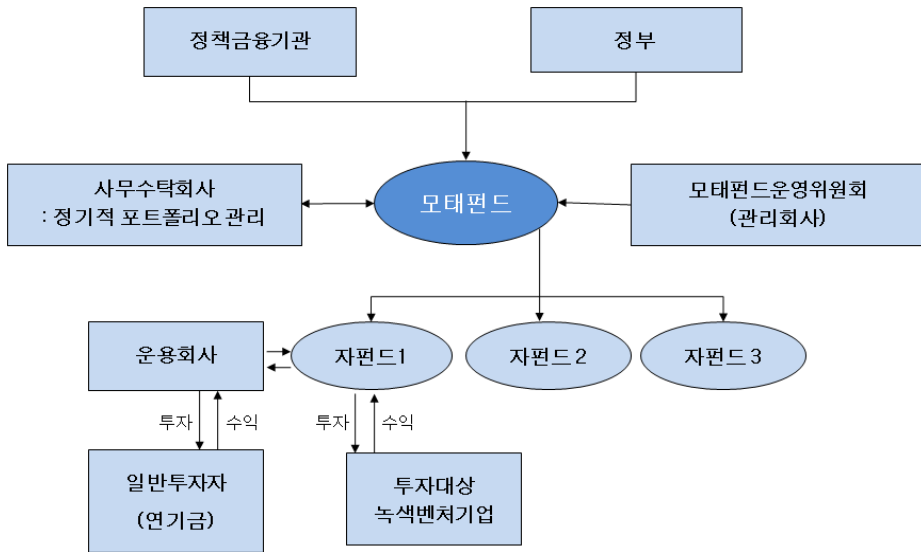 정책금융기관
정부
사무수탁회사
: 정기적 포트폴리오 관리
모태펀드
모태펀드운영위원회
(관리회사)
운용회사
자펀드1
자펀드2
자펀드3
투자
수익
투자
수익
일반투자자
(연기금)
투자대상
녹색벤처기업